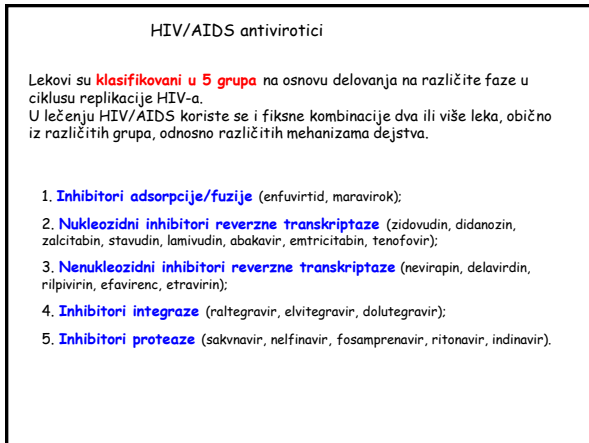 HIV/AIDS antivirotici
Lekovi su klasifikovani u 5 grupa na osnovu delovanja na različite faze u
ciklusu replikacije HIV-a.
U lečenju HIV/AIDS koriste se i fiksne kombinacije dva ili više leka, obično
iz različitih grupa, odnosno različitih mehanizama dejstva.
1. Inhibitori adsorpcije/fuzije (enfuvirtid, maravirok);
2. Nukleozidni inhibitori reverzne transkriptaze (zidovudin, didanozin,
zalcitabin, stavudin, lamivudin, abakavir, emtricitabin, tenofovir);
3. Nenukleozidni inhibitori reverzne transkriptaze (nevirapin, delavirdin,
rilpivirin, efavirenc, etravirin);
4. Inhibitori integraze (raltegravir, elvitegravir, dolutegravir);
5. Inhibitori proteaze (sakvnavir, nelfinavir, fosamprenavir, ritonavir, indinavir).